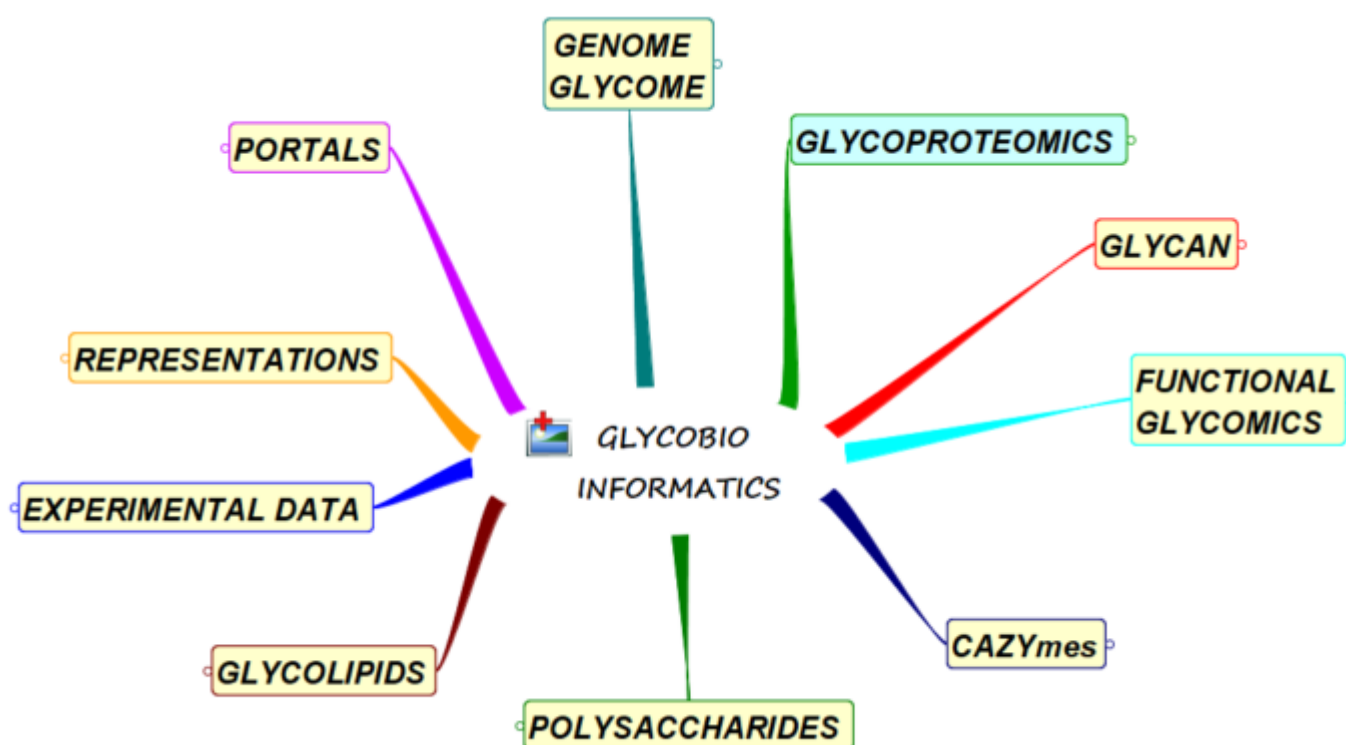 GENOME
GLYCOME
PORTALS
GLYCOPROTEOMICS
GLYCAN
REPRESENTATIONS
FUNCTIONAL
GLYCOMICS
GLYCOBIO
INFORMATICS
EXPERIMENTAL DATA
CAZYmes
GLYCOLIPIDS
POLYSACCHARIDES